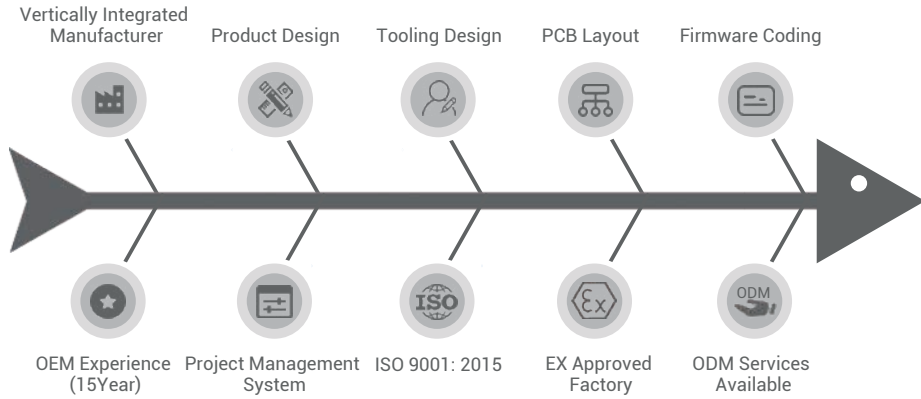 Vertically Integrated
Manufacturer
Product Design
Tooling Design
PCB Layout
Firmware Coding
ISO
Ex
ODM
OEM Experience
(15Year)
Project Management
System
ISO 9001: 2015
EX Approved
Factory
ODM Services
Available